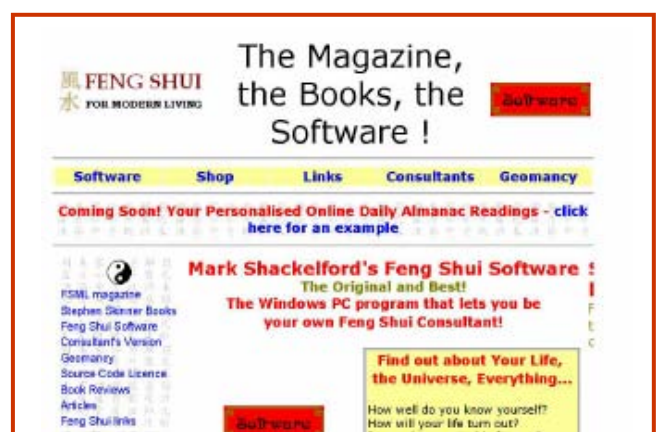 The Magazine,
the Books, the
Software !
風 FENG SHUI
水 FOR MODERN LIVING
Software
Software Shop Links Consultants Geomancy
Coming Soon! Your Personalised Online Daily Almanac Readings - click
here for an example
FSML magazine
Stephen Skinner Books
Feng Shui Software
Consultant's Version
Geomancy
Source Code Licence
Book Reviews
Articles
Feng Shui links
Mark Shackelford's Feng Shui Software
The Original and Best!
The Windows PC program that lets you be
your own Feng Shui Consultant!
Software
Find out about Your Life,
the Universe, Everything...
How well do you know yourself?
How will your life turn out?